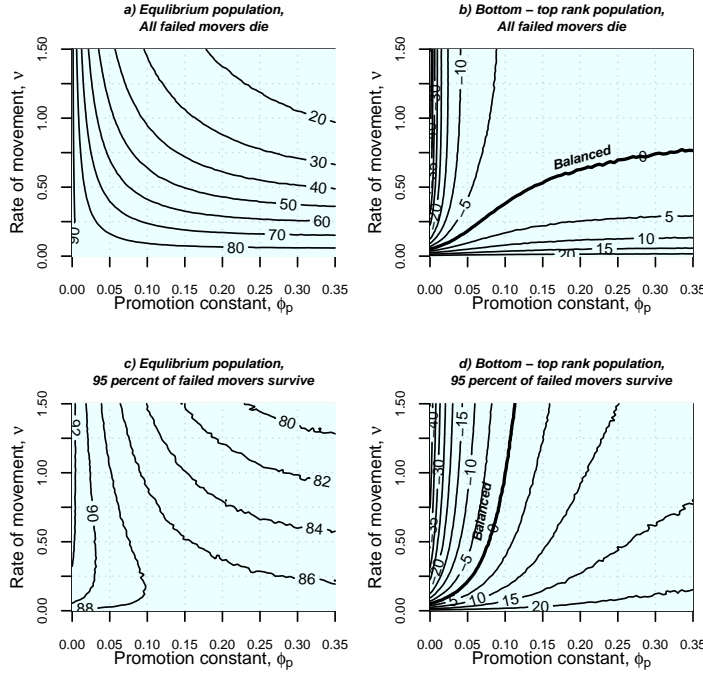 a) Equlibrium population,
All failed movers die
Rate of movement, ν
0.00 0.50 1.00 1.50
90 80 70 60 50 40 30 20
0.00 0.05 0.10 0.15 0.20 0.25 0.30 0.35
Promotion constant, ϕp
b) Bottom − top rank population,
All failed movers die
Rate of movement, ν
0.00 0.50 1.00 1.50
−30 −20 −10 −5
Balanced
0 5 10 15 20
0.00 0.05 0.10 0.15 0.20 0.25 0.30 0.35
Promotion constant, ϕp
c) Equlibrium population,
95 percent of failed movers survive
Rate of movement, ν
0.00 0.50 1.00 1.50
92 90 88 86 84 82 80
0.00 0.05 0.10 0.15 0.20 0.25 0.30 0.35
Promotion constant, ϕp
d) Bottom − top rank population,
95 percent of failed movers survive
Rate of movement, ν
0.00 0.50 1.00 1.50
−40 −35 −30 −20 −15 −10 −5
Balanced
0 5 10 15 20
0.00 0.05 0.10 0.15 0.20 0.25 0.30 0.35
Promotion constant, ϕp